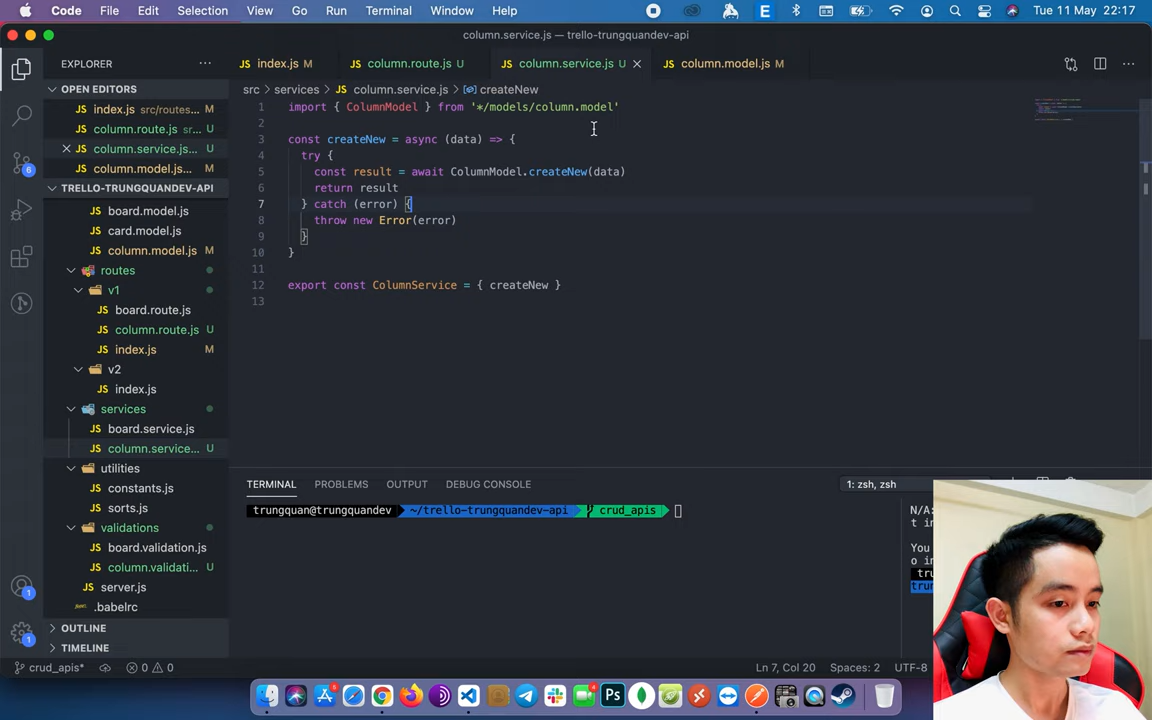 Code File Edit Selection View Go Run Terminal Window Help
Tue 11 May 22:17
column.service.js — trello-trungquandev-api
EXPLORER
index.js M
column.route.js U
column.service.js U
column.model.js M
OPEN EDITORS
index.js src/routes... M
column.route.js sr... U
column.service.js... U
column.model.js... M
TRELLO-TRUNGQUANDEV-API
board.model.js
card.model.js
column.model.js M
routes
v1
board.route.js
column.route.js U
index.js M
v2
index.js
services
board.service.js
column.service... U
utilities
constants.js
sorts.js
validations
board.validation.js
column.validati... U
server.js
.babelrc
OUTLINE
TIMELINE
src > services > JS column.service.js > createNew
1 import { ColumnModel } from '*/models/column.model'
2
3 const createNew = async (data) => {
4 try {
5 const result = await ColumnModel.createNew(data)
6 return result
7 } catch (error) {
8 throw new Error(error)
9 }
10 }
11
12 export const ColumnService = { createNew }
13
TERMINAL PROBLEMS OUTPUT DEBUG CONSOLE
1: zsh, zsh
trungquan@trungquandev ~/trello-trungquandev-api crud_apis
N/A:
t in
You
o in
crud_apis* 0 0
Ln 7, Col 20 Spaces: 2 UTF-8